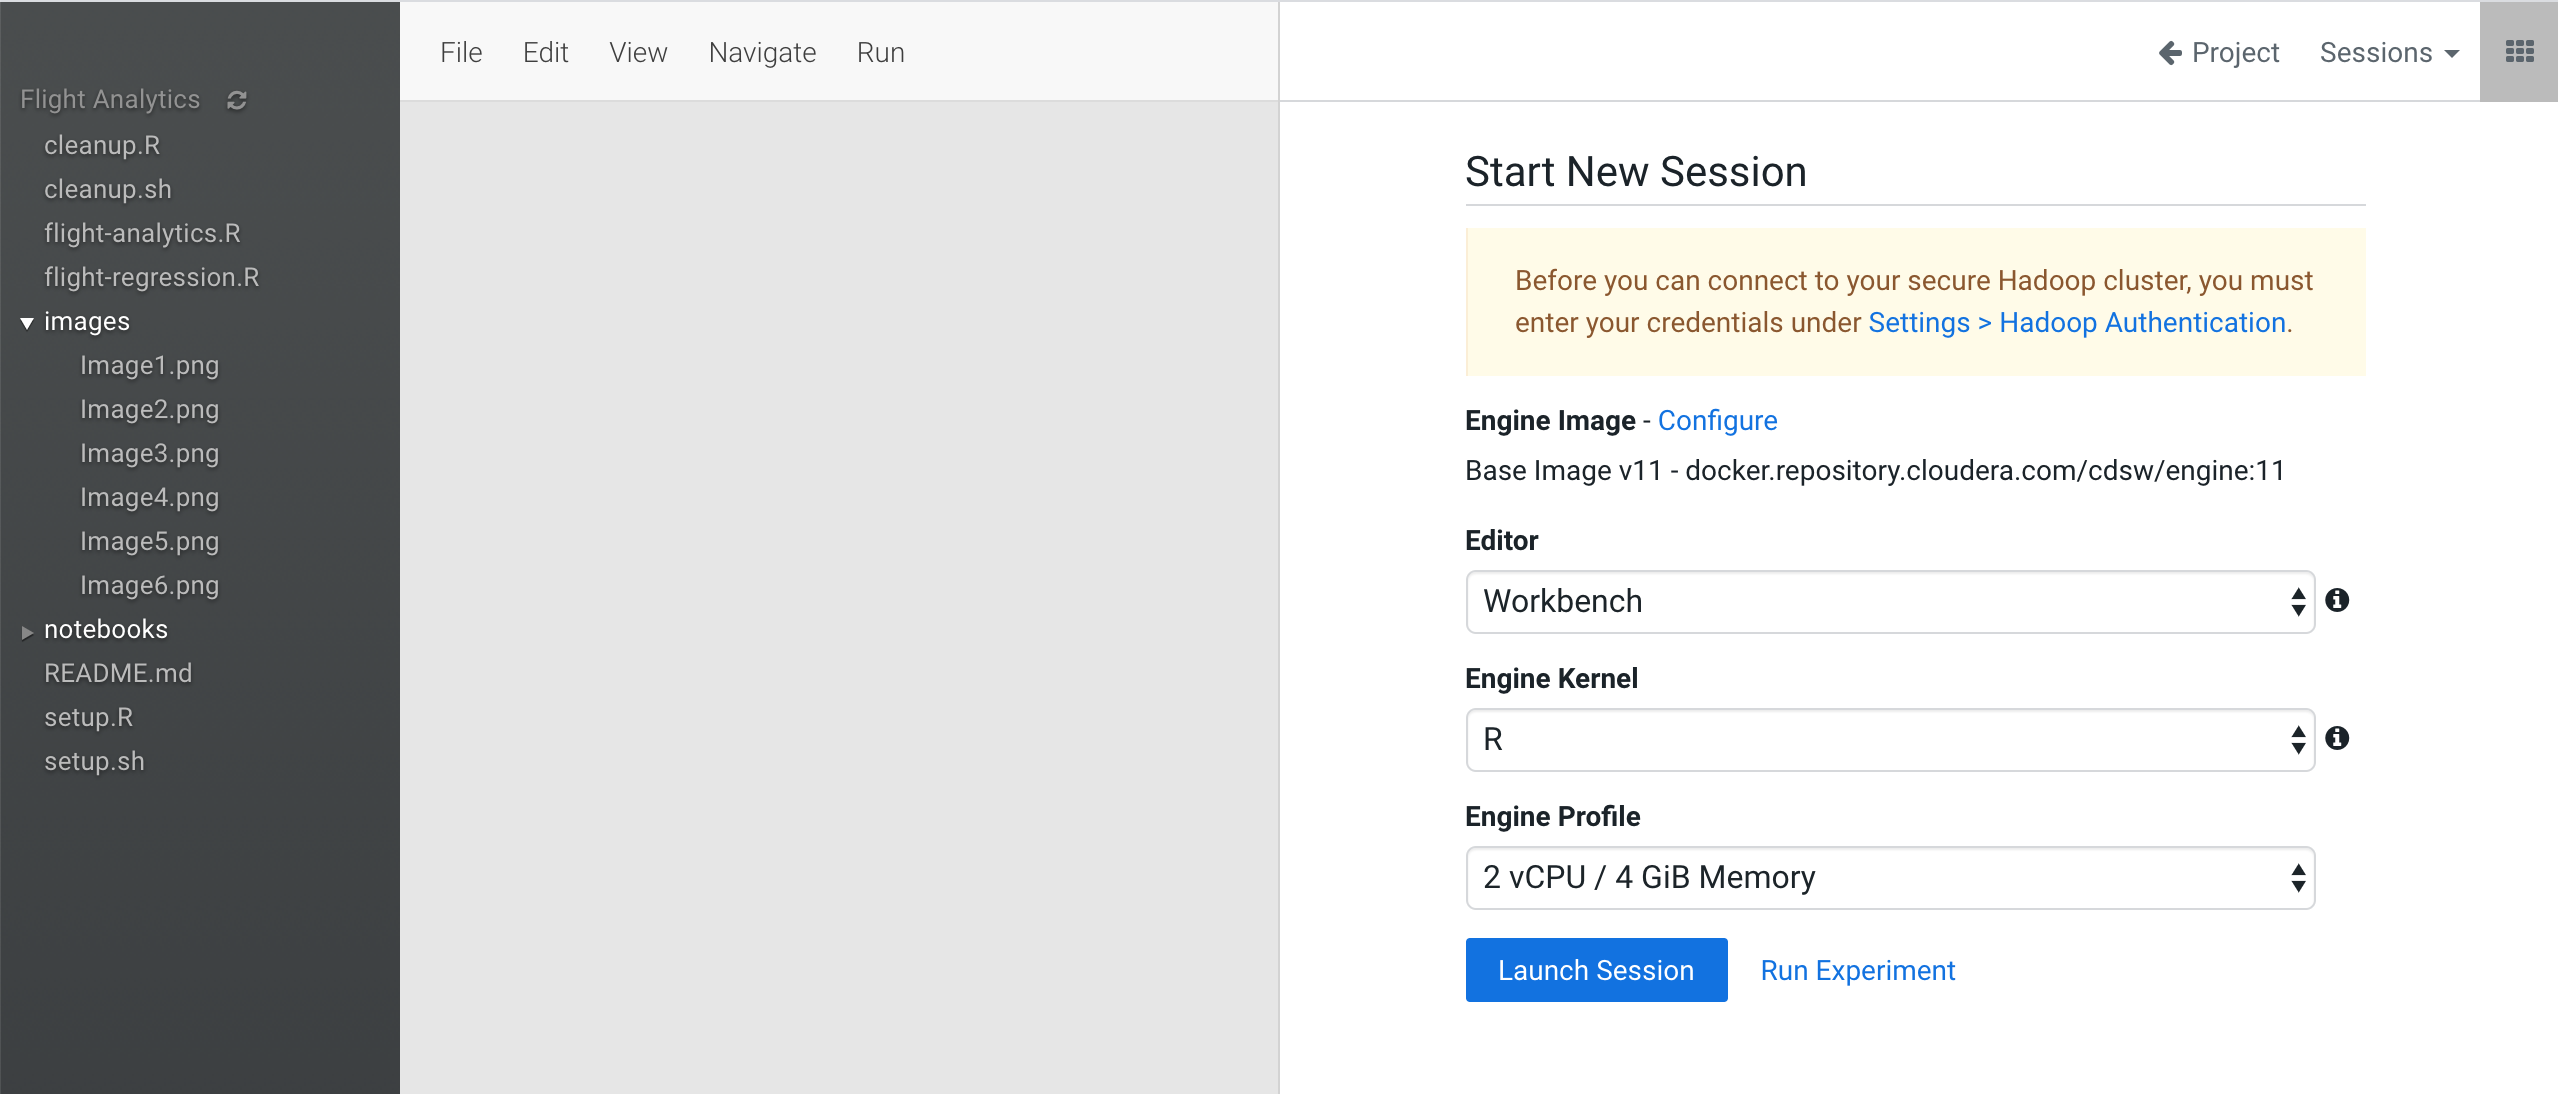 Flight Analytics
cleanup.R
cleanup.sh
flight-analytics.R
flight-regression.R
images
Image1.png
Image2.png
Image3.png
Image4.png
Image5.png
Image6.png
notebooks
README.md
setup.R
setup.sh
File Edit View Navigate Run
Project Sessions
Start New Session
Before you can connect to your secure Hadoop cluster, you must
enter your credentials under Settings > Hadoop Authentication.
Engine Image - Configure
Base Image v11 - docker.repository.cloudera.com/cdsw/engine:11
Editor
Workbench
Engine Kernel
R
Engine Profile
2 vCPU / 4 GiB Memory
Launch Session Run Experiment